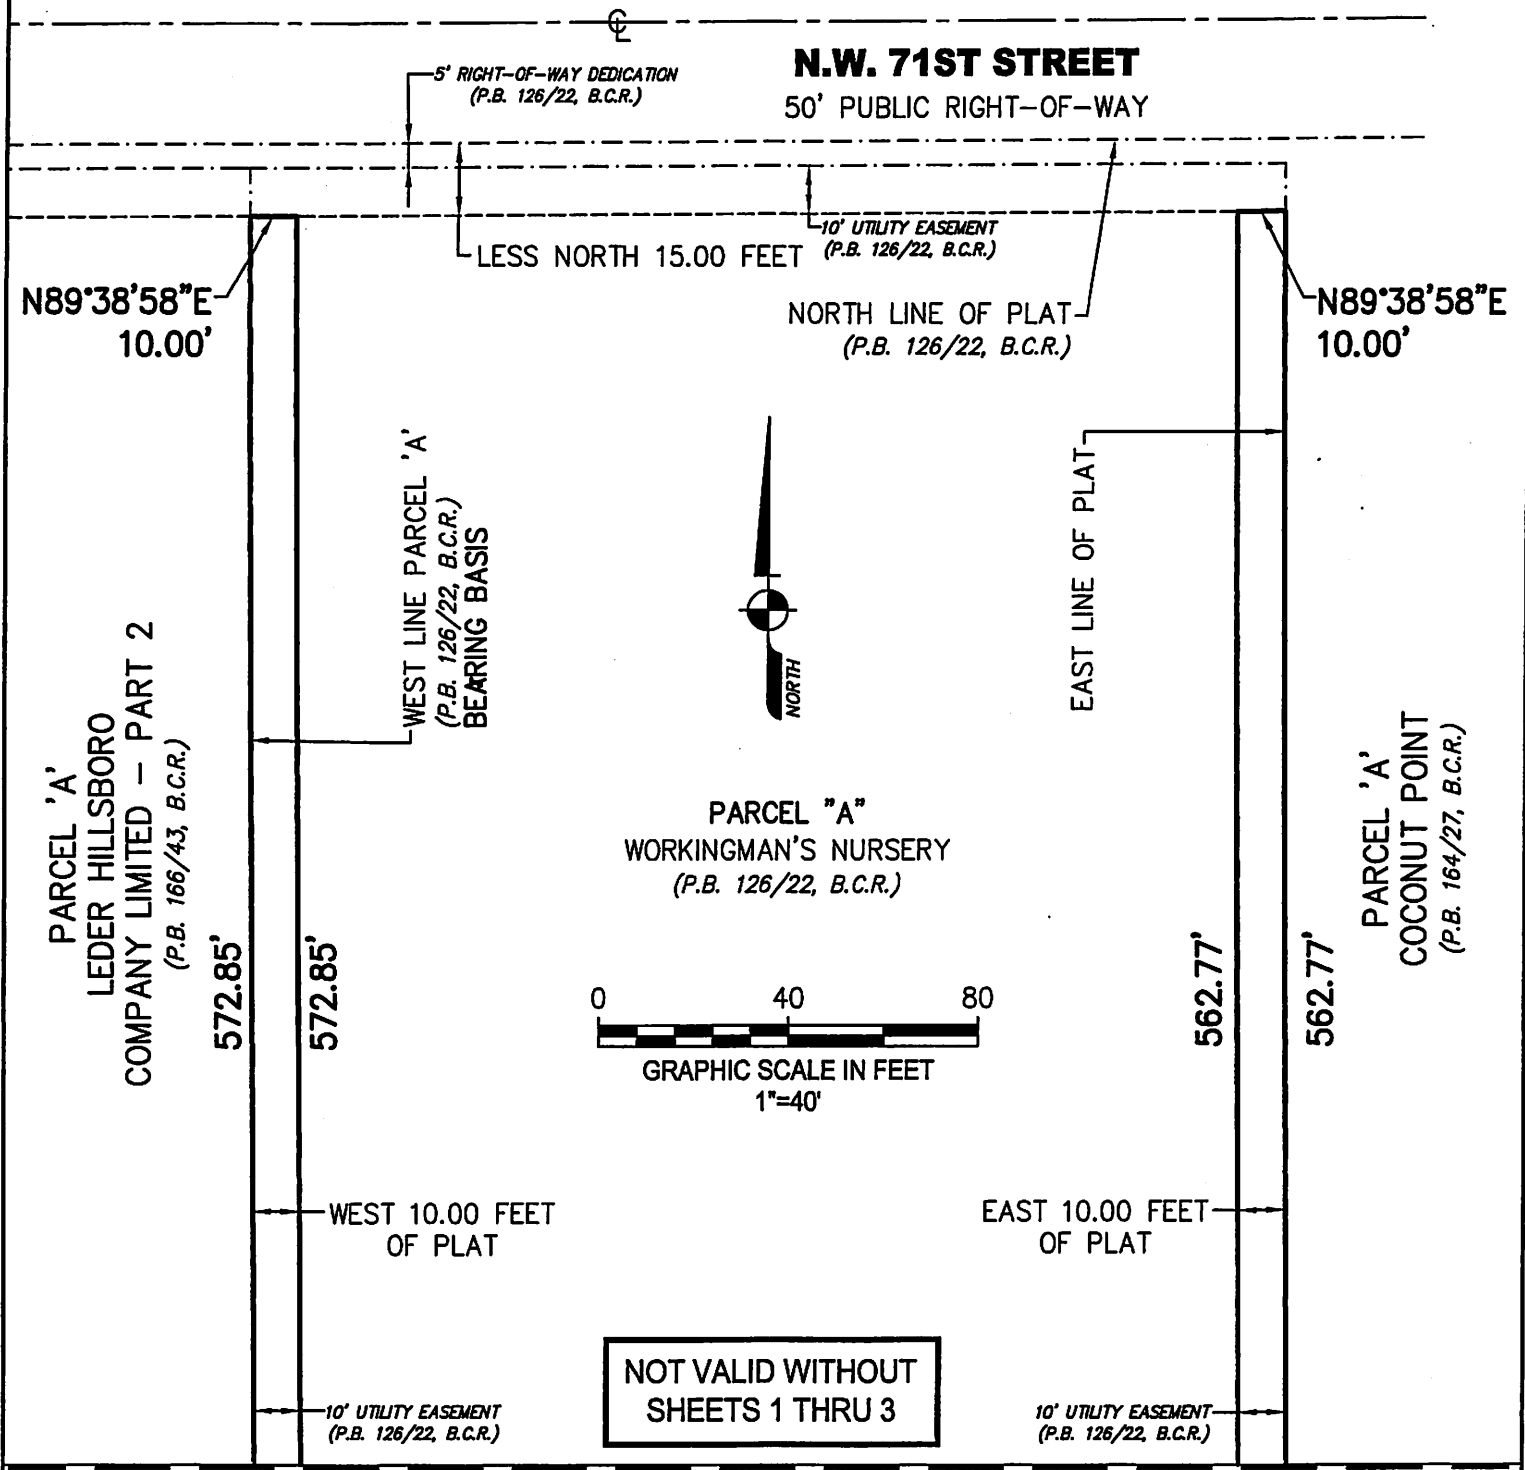 ℄
N.W. 71ST STREET
50' PUBLIC RIGHT-OF-WAY
5' RIGHT-OF-WAY DEDICATION
(P.B. 126/22, B.C.R.)
10' UTILITY EASEMENT
(P.B. 126/22, B.C.R.)
LESS NORTH 15.00 FEET
N89°38'58"E
10.00'
NORTH LINE OF PLAT
(P.B. 126/22, B.C.R.)
N89°38'58"E
10.00'
WEST LINE PARCEL 'A'
(P.B. 126/22, B.C.R.)
BEARING BASIS
EAST LINE OF PLAT
NORTH
PARCEL 'A'
LEDER HILLSBORO
COMPANY LIMITED - PART 2
(P.B. 166/43, B.C.R.)
PARCEL "A"
WORKINGMAN'S NURSERY
(P.B. 126/22, B.C.R.)
PARCEL 'A'
COCONUT POINT
(P.B. 164/27, B.C.R.)
572.85'
572.85'
562.77'
562.77'
0 40 80
GRAPHIC SCALE IN FEET
1"=40'
WEST 10.00 FEET
OF PLAT
EAST 10.00 FEET
OF PLAT
NOT VALID WITHOUT
SHEETS 1 THRU 3
10' UTILITY EASEMENT
(P.B. 126/22, B.C.R.)
10' UTILITY EASEMENT
(P.B. 126/22, B.C.R.)